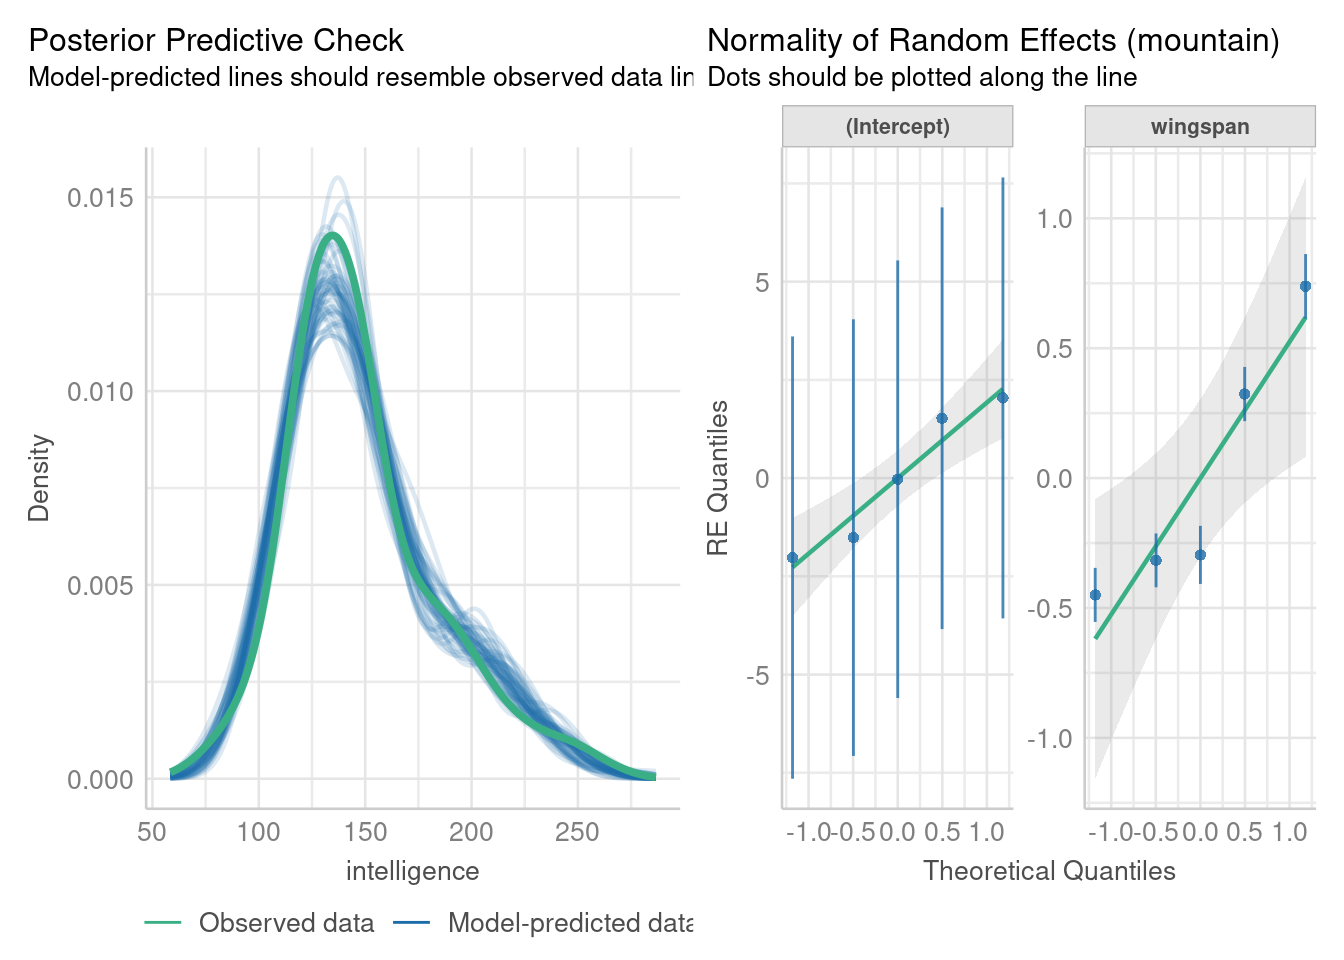 Posterior Predictive Check
Model-predicted lines should resemble observed data lin
0.015
0.010
0.005
0.000
Density
50 100 150 200 250
intelligence
Observed data Model-predicted data
Normality of Random Effects (mountain)
Dots should be plotted along the line
(Intercept) wingspan
5
0
-5
RE Quantiles
1.0
0.5
0.0
-0.5
-1.0
-1.0 -0.5 0.0 0.5 1.0 -1.0 -0.5 0.0 0.5 1.0
Theoretical Quantiles